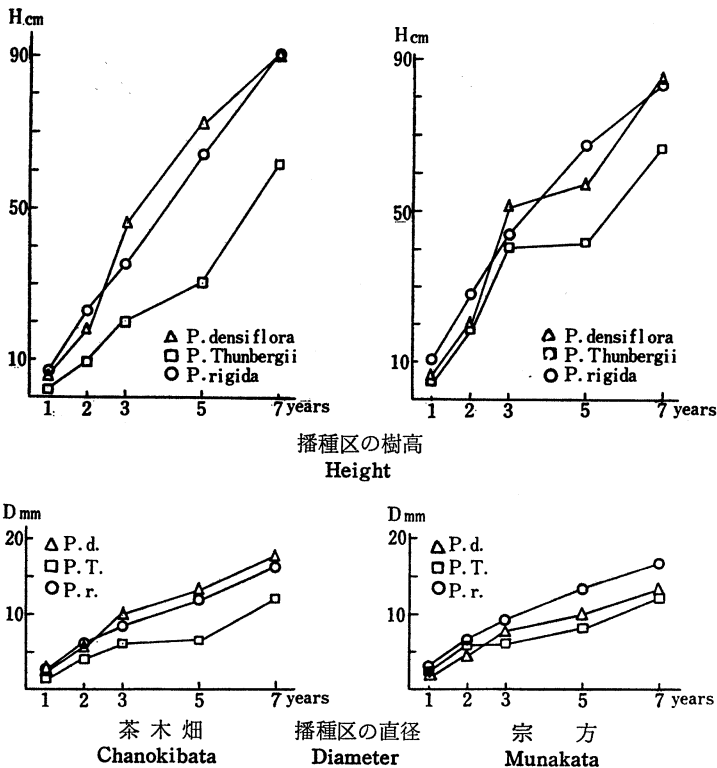 H.cm
90
50
10
△ P.densiflora
□ P.Thunbergii
○ P.rigida
1 2 3 5 7 years
H cm
90
50
10
△ P.densiflora
□ P.Thunbergii
○ P.rigida
1 2 3 5 7 years
播種区の樹高
Height
D mm
20
10
△ P.d.
□ P.T.
○ P.r.
1 2 3 5 7 years
D mm
20
10
△ P.d.
□ P.T.
○ P.r.
1 2 3 5 7 years
茶木畑 播種区の直径 宗方
Chanokibata Diameter Munakata